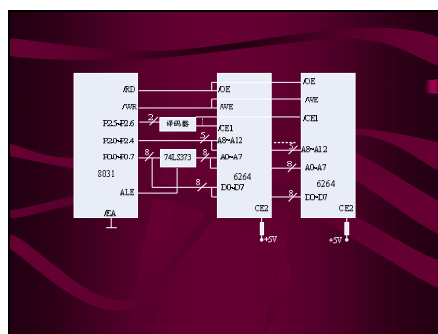 /RD
/WR
P2.5-P2.6
P2.0-P2.4
P0.0-P0.7
8031
ALE
/EA
2
译码器
5
8
74LS373
8
8
/OE
/WE
/CE1
A8-A12
A0-A7
6264
D0-D7
CE2
+5V
/OE
/WE
/CE1
5
A8-A12
8
A0-A7
6264
8
D0-D7
CE2
+5V